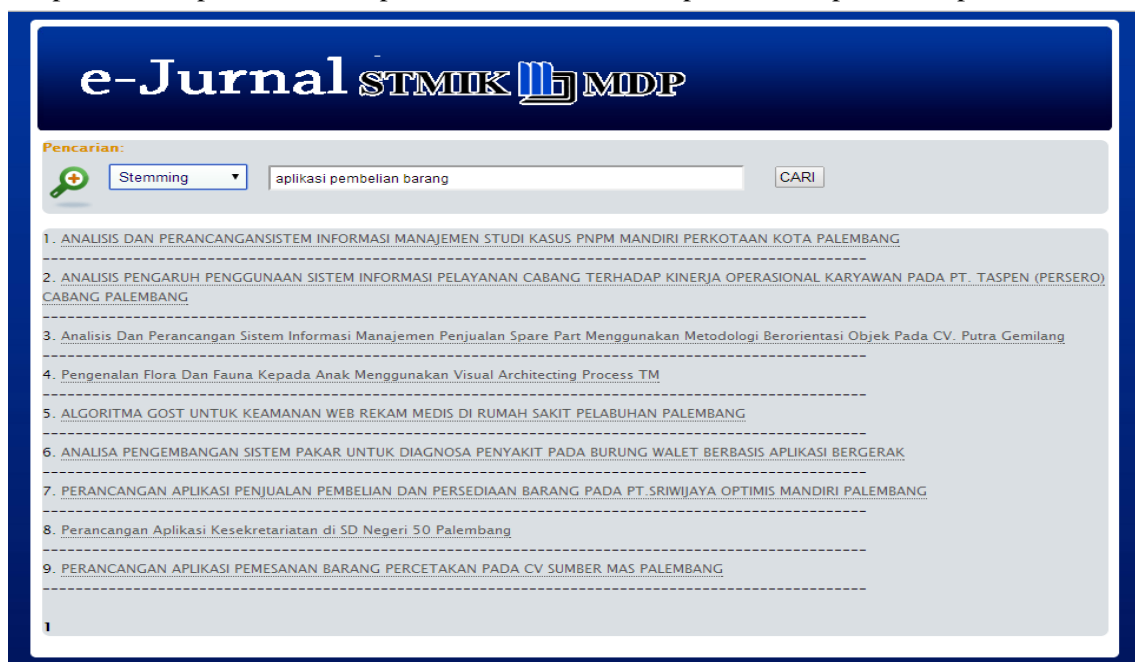 e-Jurnal STMIK MDP
Pencarian:
Stemming aplikasi pembelian barang CARI
1. ANALISIS DAN PERANCANGANSISTEM INFORMASI MANAJEMEN STUDI KASUS PNPM MANDIRI PERKOTAAN KOTA PALEMBANG
2. ANALISIS PENGARUH PENGGUNAAN SISTEM INFORMASI PELAYANAN CABANG TERHADAP KINERJA OPERASIONAL KARYAWAN PADA PT. TASPEN (PERSERO)
CABANG PALEMBANG
3. Analisis Dan Perancangan Sistem Informasi Manajemen Penjualan Spare Part Menggunakan Metodologi Berorientasi Objek Pada CV. Putra Gemilang
4. Pengenalan Flora Dan Fauna Kepada Anak Menggunakan Visual Architecting Process TM
5. ALGORITMA GOST UNTUK KEAMANAN WEB REKAM MEDIS DI RUMAH SAKIT PELABUHAN PALEMBANG
6. ANALISA PENGEMBANGAN SISTEM PAKAR UNTUK DIAGNOSA PENYAKIT PADA BURUNG WALET BERBASIS APLIKASI BERGERAK
7. PERANCANGAN APLIKASI PENJUALAN PEMBELIAN DAN PERSEDIAAN BARANG PADA PT.SRIWIJAYA OPTIMIS MANDIRI PALEMBANG
8. Perancangan Aplikasi Kesekretariatan di SD Negeri 50 Palembang
9. PERANCANGAN APLIKASI PEMESANAN BARANG PERCETAKAN PADA CV SUMBER MAS PALEMBANG
1